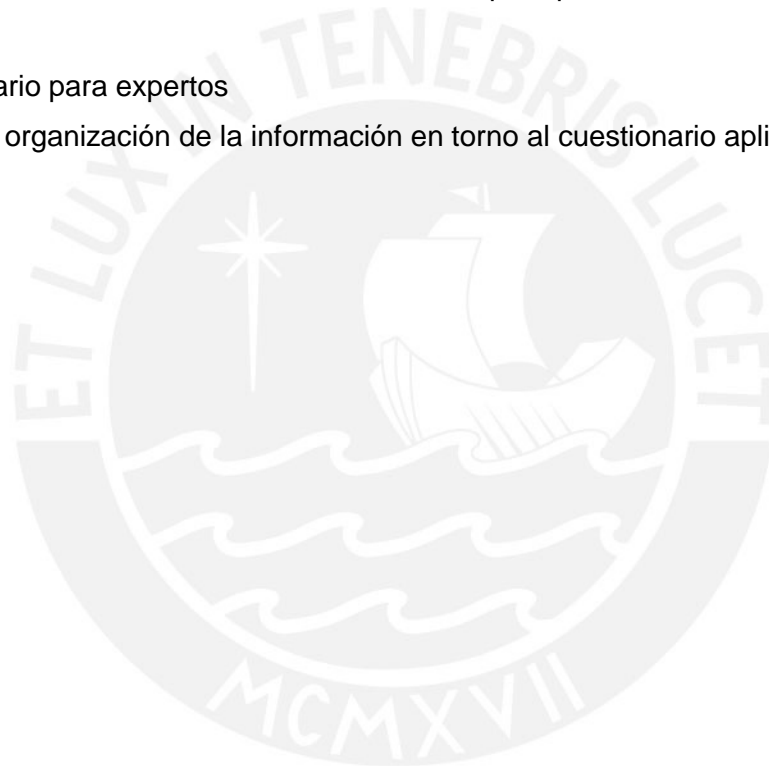 ario para expertos
organización de la información en torno al cuestionario apli
ET LUX IN TENEBRIS LUCET
MCMXVII